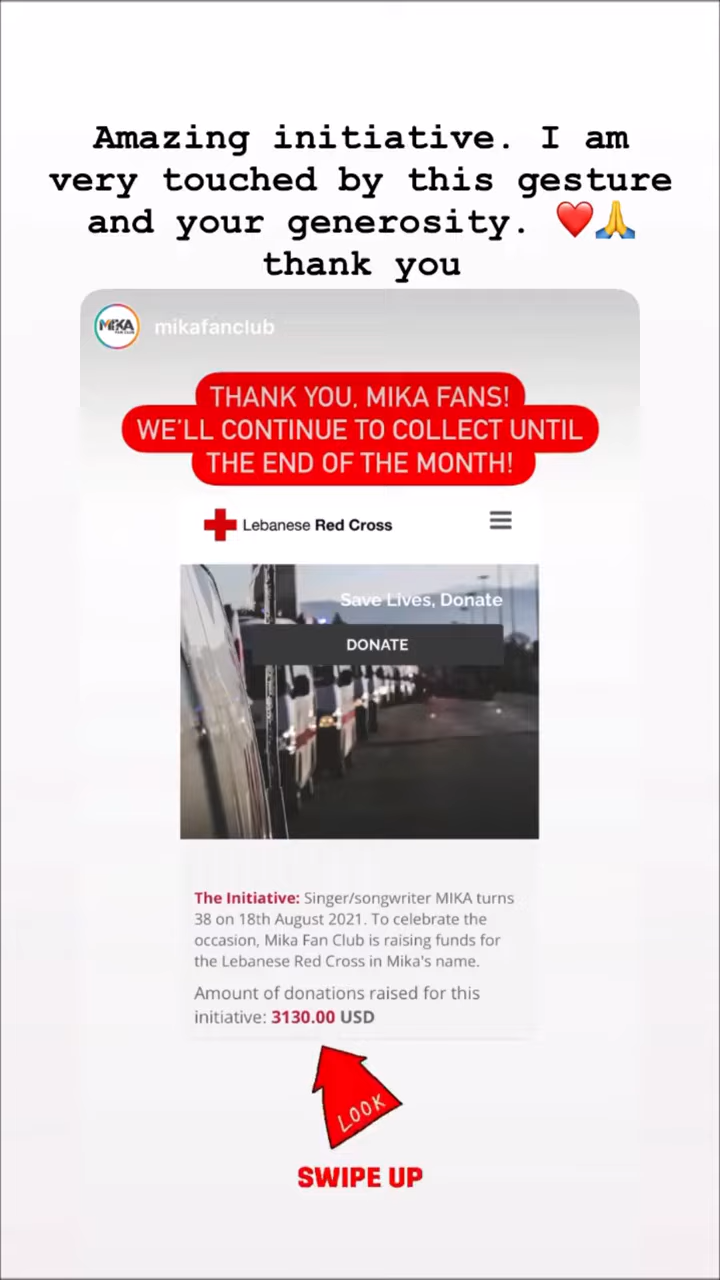 Amazing initiative. I am
very touched by this gesture
and your generosity. ❤️🙏
thank you
MIKA
FAN CLUB
mikafanclub
THANK YOU, MIKA FANS!
WE'LL CONTINUE TO COLLECT UNTIL
THE END OF THE MONTH!
Lebanese Red Cross
Save Lives, Donate
DONATE
The Initiative: Singer/songwriter MIKA turns
38 on 18th August 2021. To celebrate the
occasion, Mika Fan Club is raising funds for
the Lebanese Red Cross in Mika's name.
Amount of donations raised for this
initiative: 3130.00 USD
LOOK
SWIPE UP